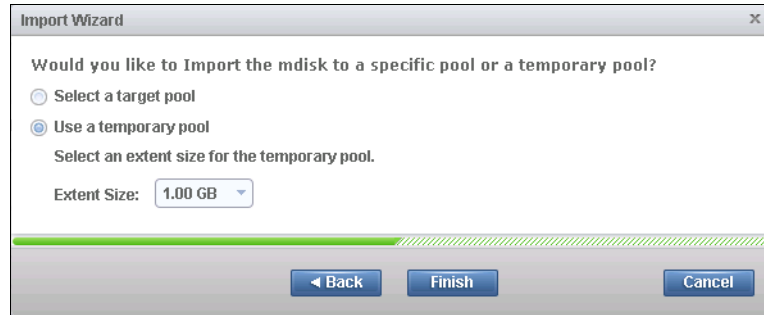 Import Wizard x
Would you like to Import the mdisk to a specific pool or a temporary pool?
Select a target pool
Use a temporary pool
Select an extent size for the temporary pool.
Extent Size: 1.00 GB
Back Finish Cancel